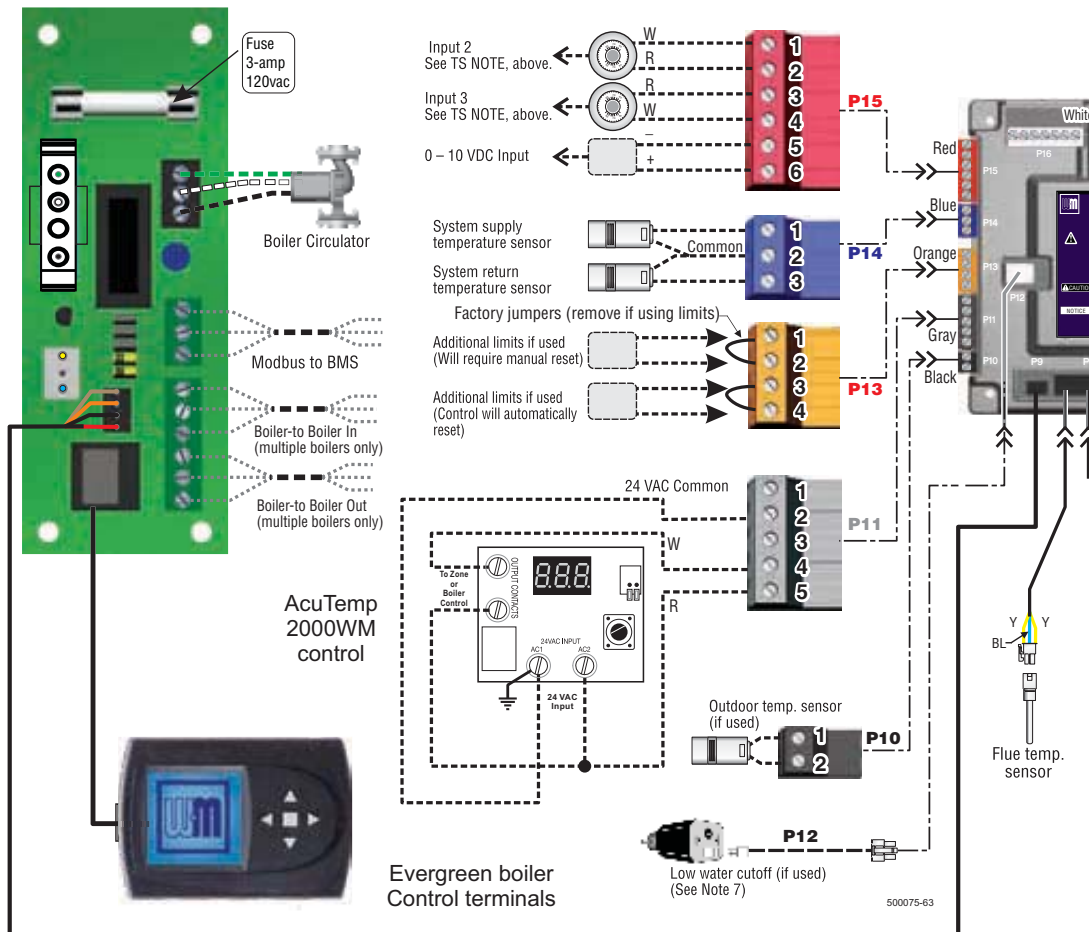 Fuse
3-amp
120vac
Boiler Circulator
Modbus to BMS
Boiler-to Boiler In
(multiple boilers only)
Boiler-to Boiler Out
(multiple boilers only)
Input 2
See TS NOTE, above.
W
R
Input 3
See TS NOTE, above.
R
W
0 – 10 VDC Input
–
+
1
2
3
4
5
6
P15
System supply
temperature sensor
System return
temperature sensor
Common
1
2
3
P14
Factory jumpers (remove if using limits)
Additional limits if used
(Will require manual reset)
Additional limits if used
(Control will automatically
reset)
1
2
3
4
P13
24 VAC Common
W
R
1
2
3
4
5
P11
AcuTemp
2000WM
control
To Zone
or
Boiler
Control
OUTPUT CONTACTS
8.8.8.
24VAC INPUT
AC1
AC2
24 VAC
Input
Outdoor temp. sensor
(if used)
1
2
P10
P12
Low water cutoff (if used)
(See Note 7)
Evergreen boiler
Control terminals
WM
500075-63
White
P16
Red
P15
Blue
P14
Orange
P13
P12
P11
Gray
P10
Black
P9
P
WM
CAUTION
NOTICE
Y
Y
BL
Flue temp.
sensor